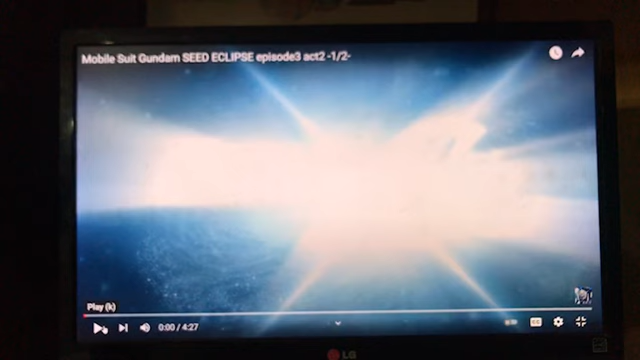 Mobile Suit Gundam SEED ECLIPSE episode3 act2 -1/2-
Play (k)
0:00 / 4:27
LG